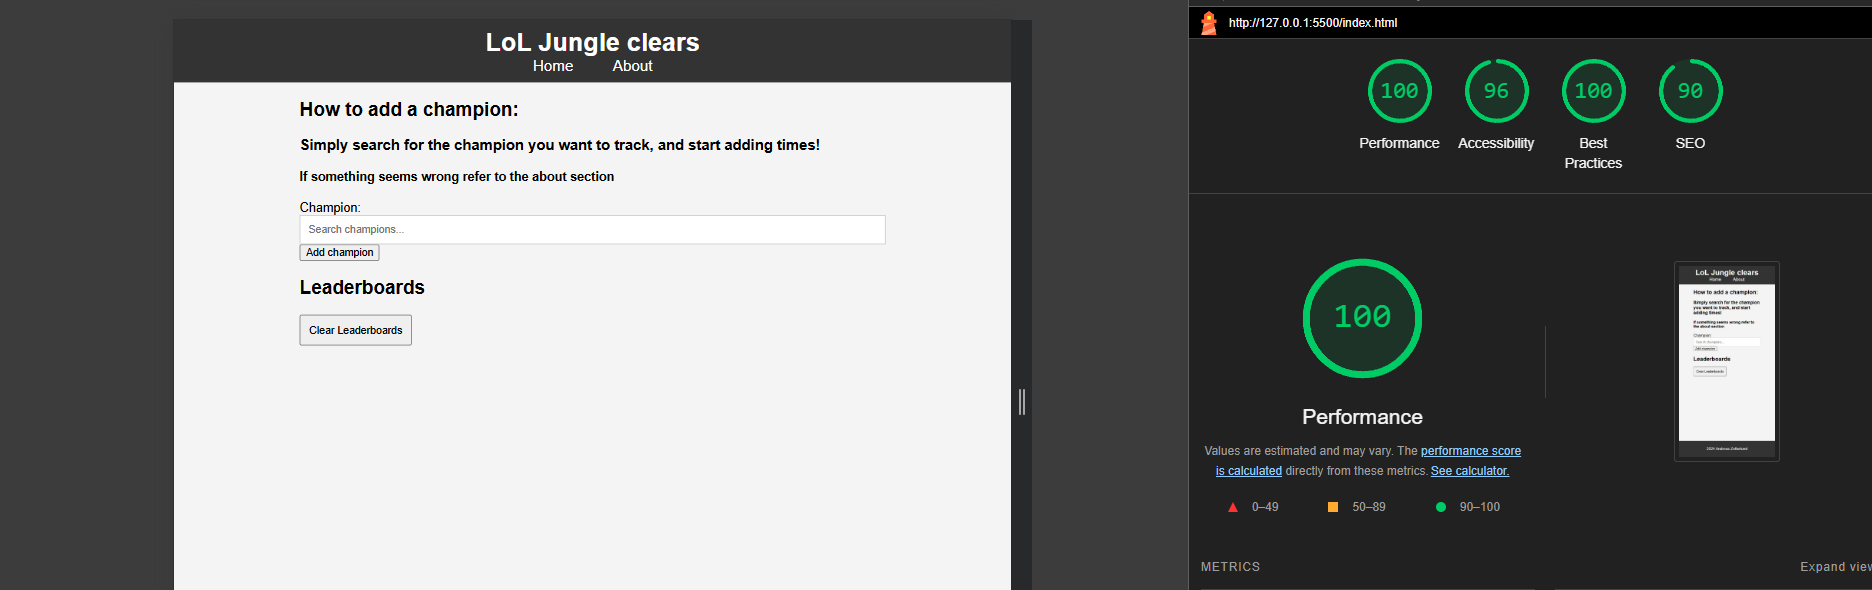 LoL Jungle clears
Home About
How to add a champion:
Simply search for the champion you want to track, and start adding times!
If something seems wrong refer to the about section
Champion:
Search champions...
Add champion
Leaderboards
Clear Leaderboards
http://127.0.0.1:5500/index.html
100 96 100 90
Performance Accessibility Best Practices SEO
100
Performance
Values are estimated and may vary. The performance score
is calculated directly from these metrics. See calculator.
0–49 50–89 90–100
METRICS
Expand view
LoL Jungle clears
Home About
How to add a champion:
Simply search for the champion
you want to track, and start
adding times!
If something seems wrong refer to
the about section
Champion:
Search champions...
Add champion
Leaderboards
Clear Leaderboards